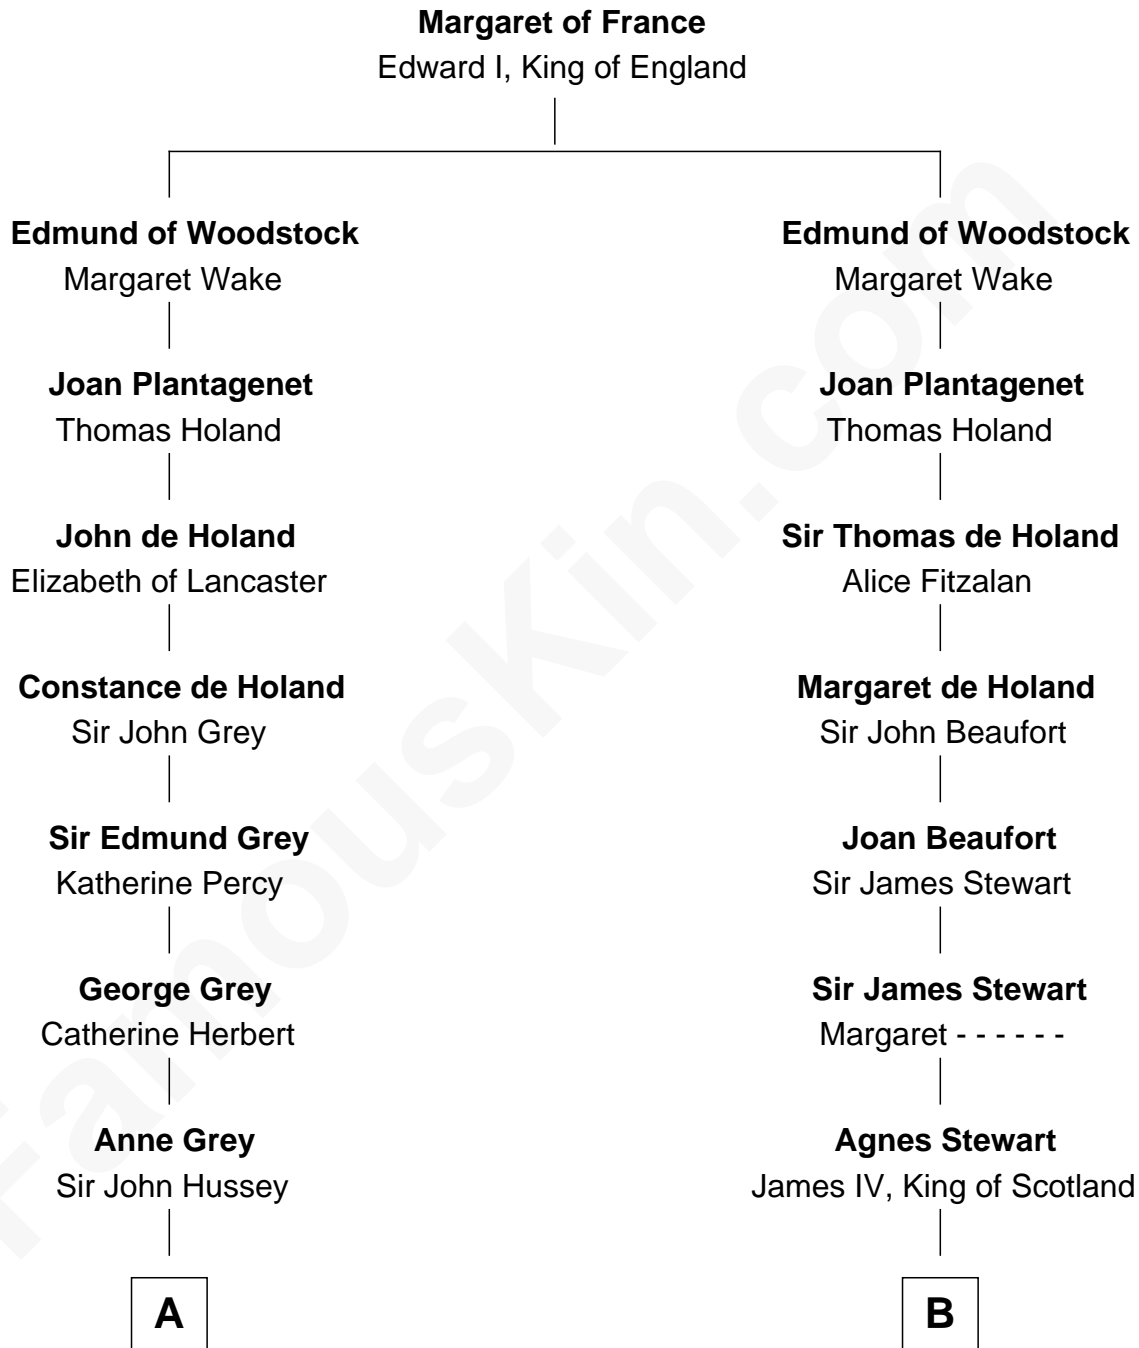 Margaret of France
Edward I, King of England
Edmund of Woodstock
Margaret Wake
Edmund of Woodstock
Margaret Wake
Joan Plantagenet
Thomas Holand
Joan Plantagenet
Thomas Holand
John de Holand
Elizabeth of Lancaster
Sir Thomas de Holand
Alice Fitzalan
Constance de Holand
Sir John Grey
Margaret de Holand
Sir John Beaufort
Sir Edmund Grey
Katherine Percy
Joan Beaufort
Sir James Stewart
George Grey
Catherine Herbert
Sir James Stewart
Margaret - - - - - -
Anne Grey
Sir John Hussey
Agnes Stewart
James IV, King of Scotland
A
B
FamousKin.com